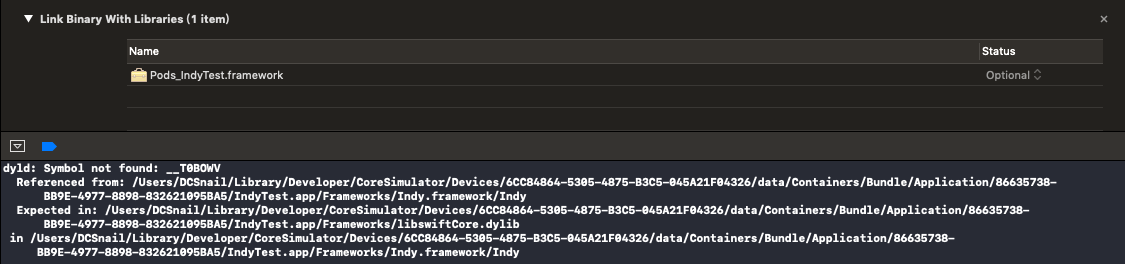 Link Binary With Libraries (1 item)
Name Status
Pods_IndyTest.framework Optional
dyld: Symbol not found: __T0BOWV
Referenced from: /Users/DCSnail/Library/Developer/CoreSimulator/Devices/6CC84864-5305-4875-B3C5-045A21F04326/data/Containers/Bundle/Application/86635738-
BB9E-4977-8898-832621095BA5/IndyTest.app/Frameworks/Indy.framework/Indy
Expected in: /Users/DCSnail/Library/Developer/CoreSimulator/Devices/6CC84864-5305-4875-B3C5-045A21F04326/data/Containers/Bundle/Application/86635738-
BB9E-4977-8898-832621095BA5/IndyTest.app/Frameworks/libswiftCore.dylib
in /Users/DCSnail/Library/Developer/CoreSimulator/Devices/6CC84864-5305-4875-B3C5-045A21F04326/data/Containers/Bundle/Application/86635738-
BB9E-4977-8898-832621095BA5/IndyTest.app/Frameworks/Indy.framework/Indy